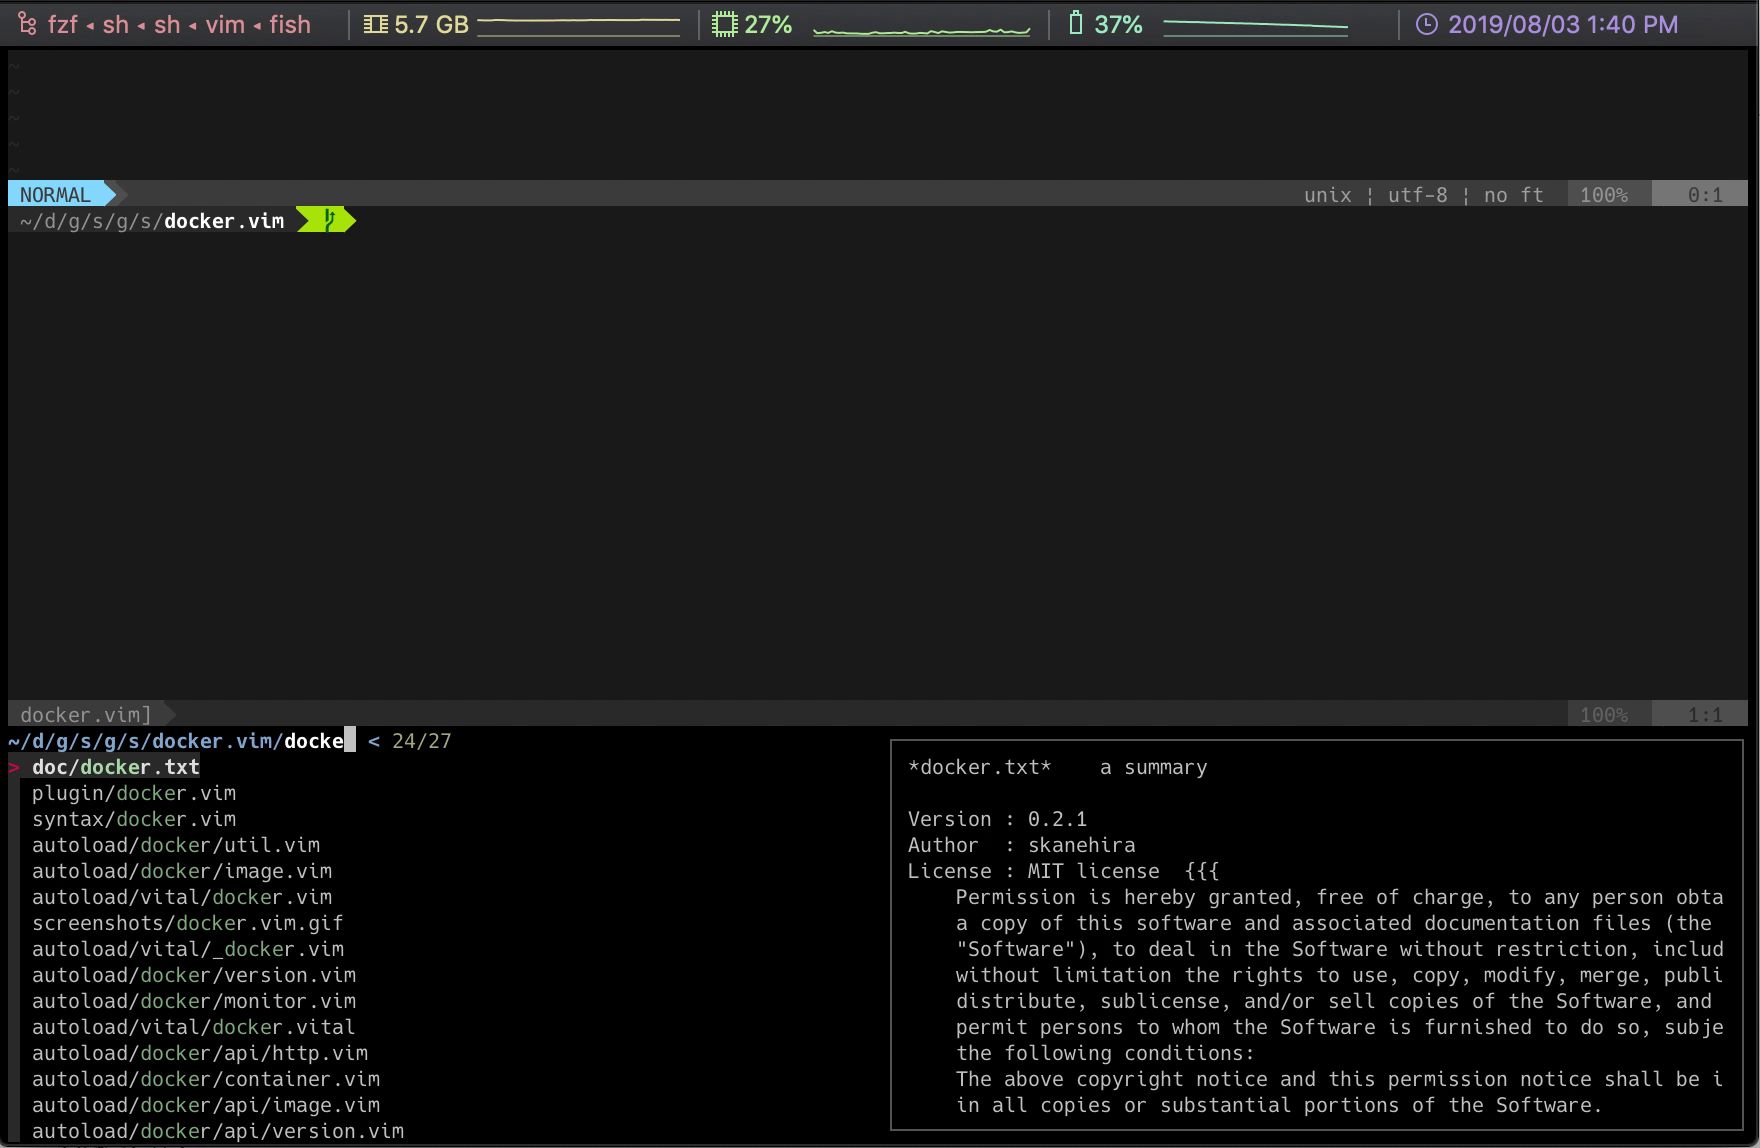 fzf ◂ sh ◂ sh ◂ vim ◂ fish 5.7 GB 27% 37% 2019/08/03 1:40 PM
~
~
~
~
~
NORMAL unix ¦ utf-8 ¦ no ft 100% 0:1
~/d/g/s/g/s/docker.vim
docker.vim] 100% 1:1
~/d/g/s/g/s/docker.vim/docke < 24/27
> doc/docker.txt
plugin/docker.vim
syntax/docker.vim
autoload/docker/util.vim
autoload/docker/image.vim
autoload/vital/docker.vim
screenshots/docker.vim.gif
autoload/vital/_docker.vim
autoload/docker/version.vim
autoload/docker/monitor.vim
autoload/vital/docker.vital
autoload/docker/api/http.vim
autoload/docker/container.vim
autoload/docker/api/image.vim
autoload/docker/api/version.vim
*docker.txt* a summary
Version : 0.2.1
Author : skanehira
License : MIT license {{{
Permission is hereby granted, free of charge, to any person obta
a copy of this software and associated documentation files (the
"Software"), to deal in the Software without restriction, includ
without limitation the rights to use, copy, modify, merge, publi
distribute, sublicense, and/or sell copies of the Software, and
permit persons to whom the Software is furnished to do so, subje
the following conditions:
The above copyright notice and this permission notice shall be i
in all copies or substantial portions of the Software.